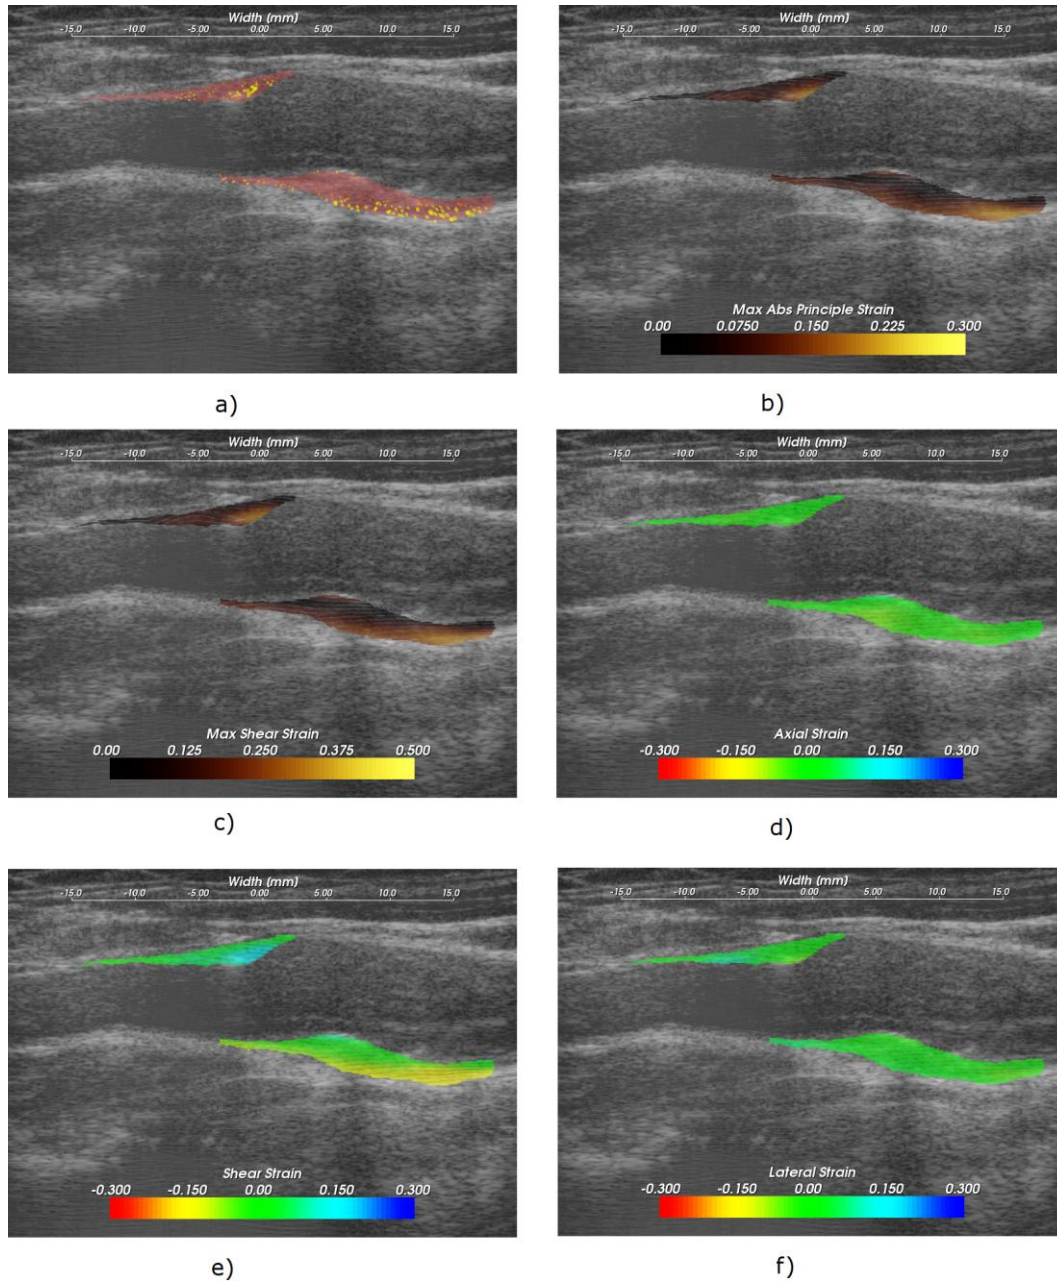 Width (mm)
-15.0 -10.0 -5.00 0.00 5.00 10.0 15.0
a)
Width (mm)
-15.0 -10.0 -5.00 0.00 5.00 10.0 15.0
Max Abs Principle Strain
0.00 0.0750 0.150 0.225 0.300
b)
Width (mm)
-15.0 -10.0 -5.00 0.00 5.00 10.0 15.0
Max Shear Strain
0.00 0.125 0.250 0.375 0.500
c)
Width (mm)
-15.0 -10.0 -5.00 0.00 5.00 10.0 15.0
Axial Strain
-0.300 -0.150 0.00 0.150 0.300
d)
Width (mm)
-15.0 -10.0 -5.00 0.00 5.00 10.0 15.0
Shear Strain
-0.300 -0.150 0.00 0.150 0.300
e)
Width (mm)
-15.0 -10.0 -5.00 0.00 5.00 10.0 15.0
Lateral Strain
-0.300 -0.150 0.00 0.150 0.300
f)